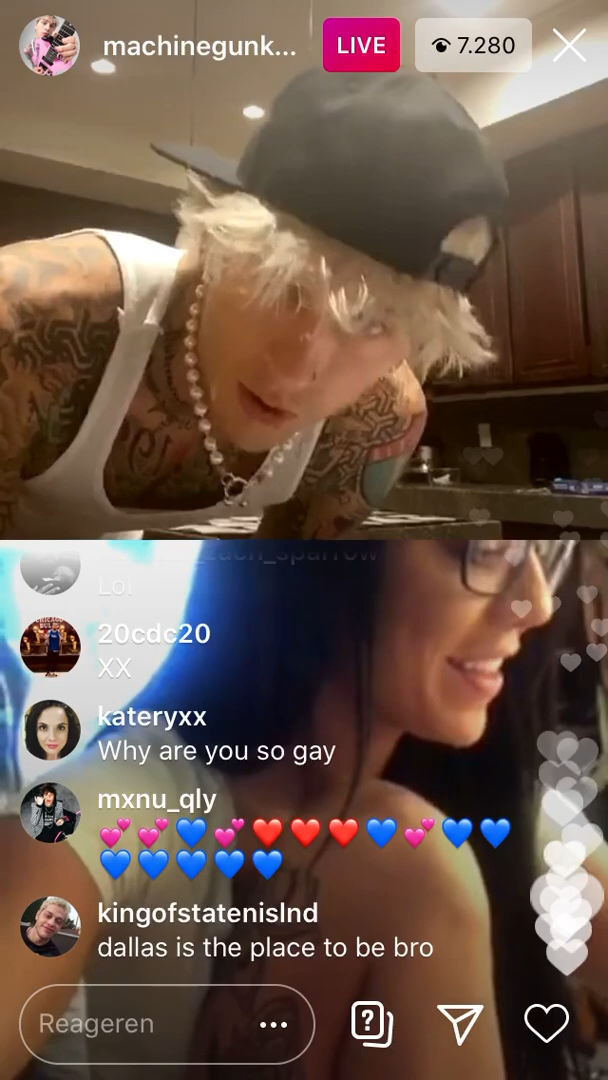 machinegunk...
LIVE
7.280
Lol
20cdc20
XX
kateryxx
Why are you so gay
mxnu_qly
💕💕💙💕❤️❤️❤️💙💕💙💙
💙💙💙💙💙
kingofstatenislnd
dallas is the place to be bro
Reageren